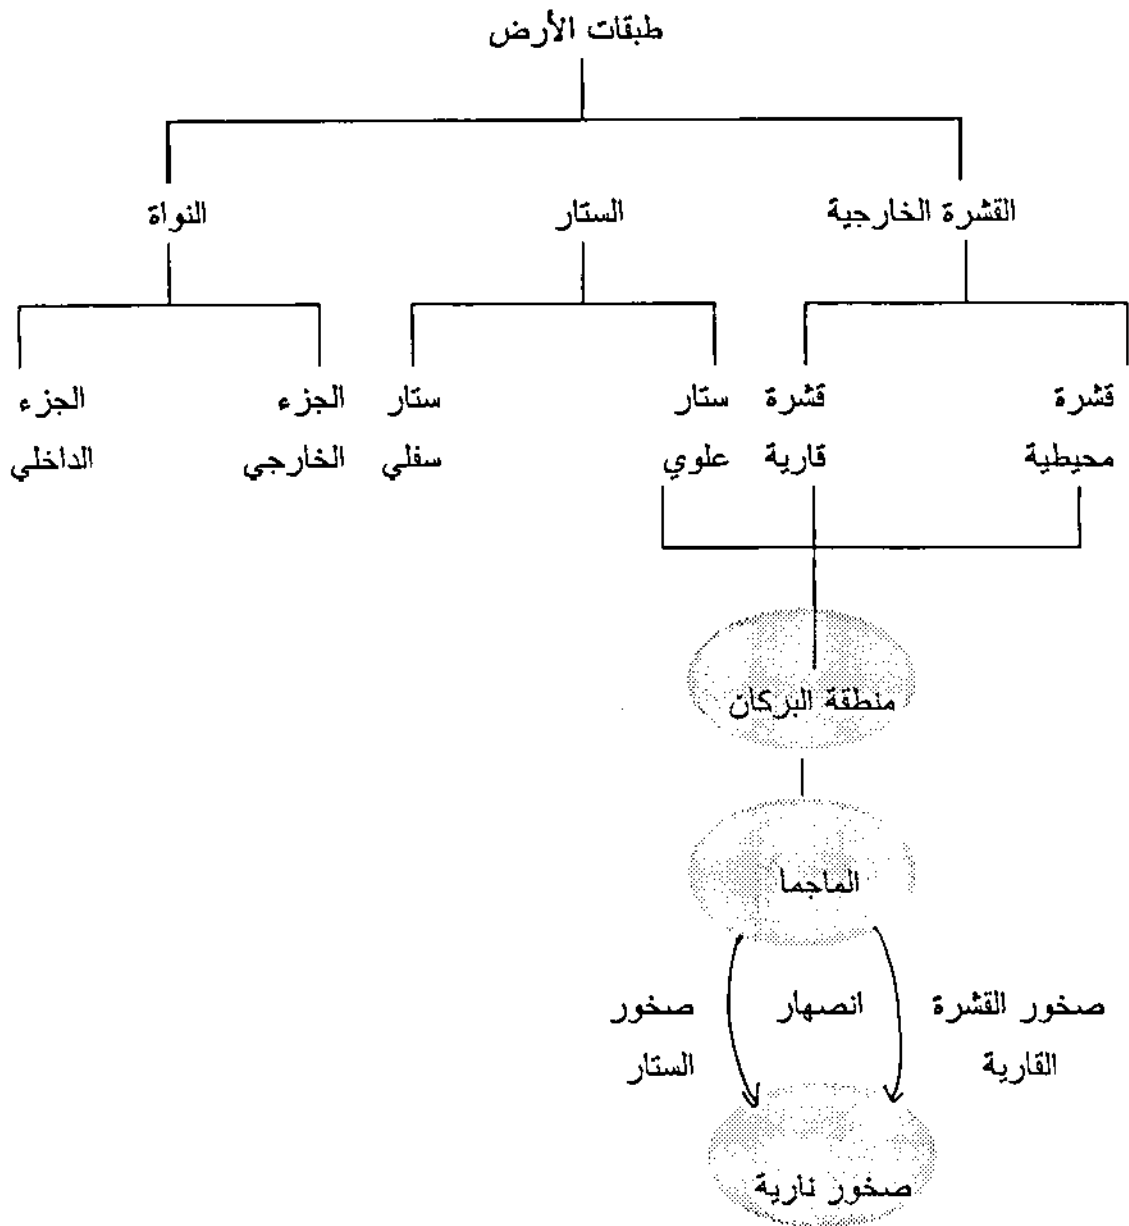 طبقات الأرض
القشرة الخارجية
الستار
النواة
قشرة
محيطية
قشرة
قارية
ستار
علوي
ستار
سفلي
الجزء
الخارجي
الجزء
الداخلي
منطقة البركان
الماجما
صخور القشرة
القارية
انصهار
صخور
الستار
صخور نارية